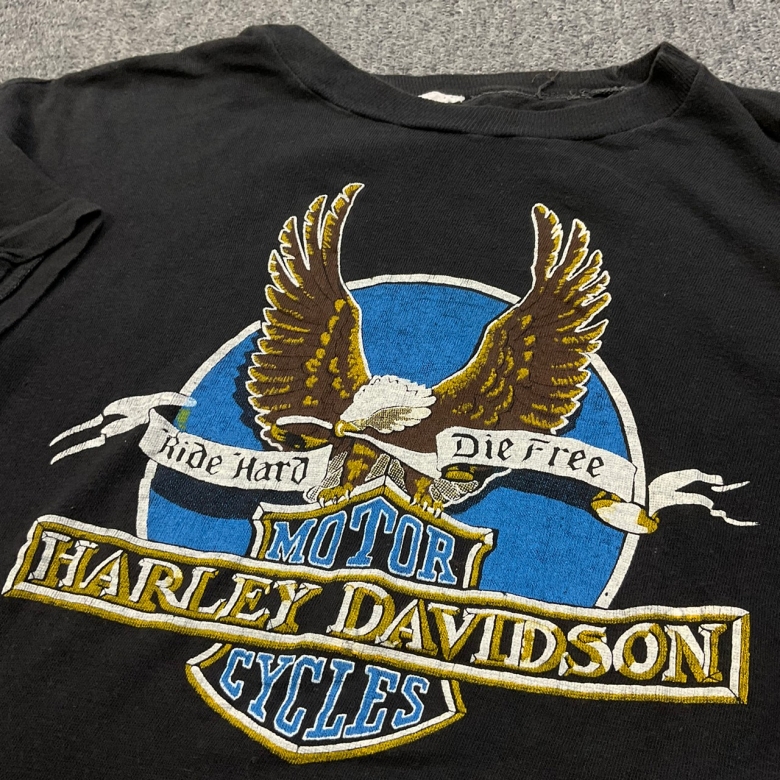 Ride Hard Die Free
MOTOR
HARLEY DAVIDSON
CYCLES